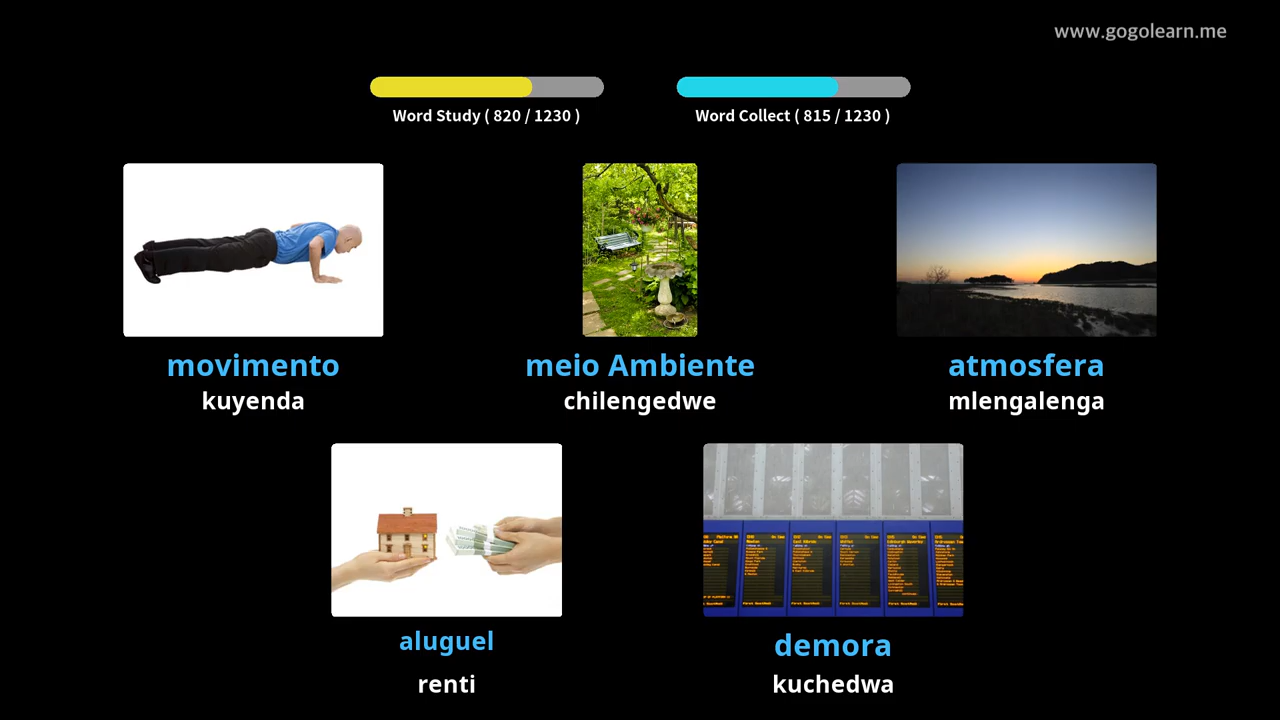 www.gogolearn.me
Word Study ( 820 / 1230 )
Word Collect ( 815 / 1230 )
movimento
kuyenda
meio Ambiente
chilengedwe
atmosfera
mlengalenga
aluguel
renti
demora
kuchedwa